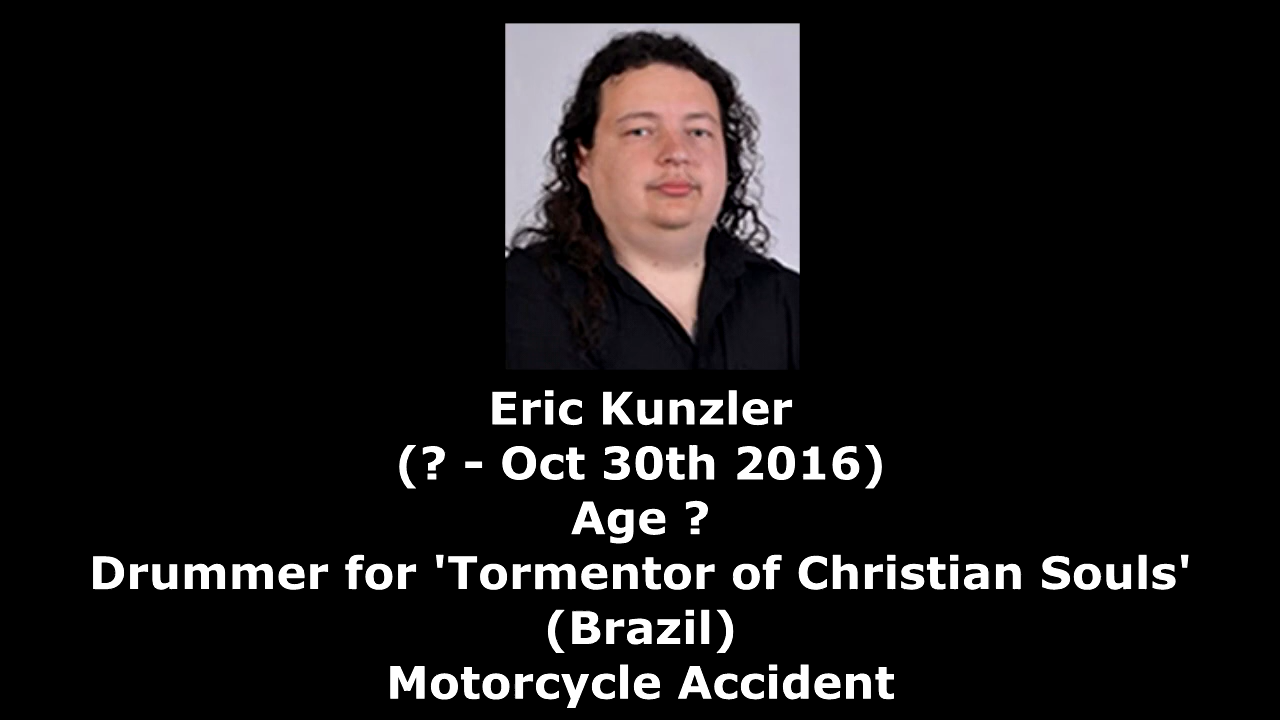 Eric Kunzler
(? - Oct 30th 2016)
Age ?
Drummer for 'Tormentor of Christian Souls'
(Brazil)
Motorcycle Accident